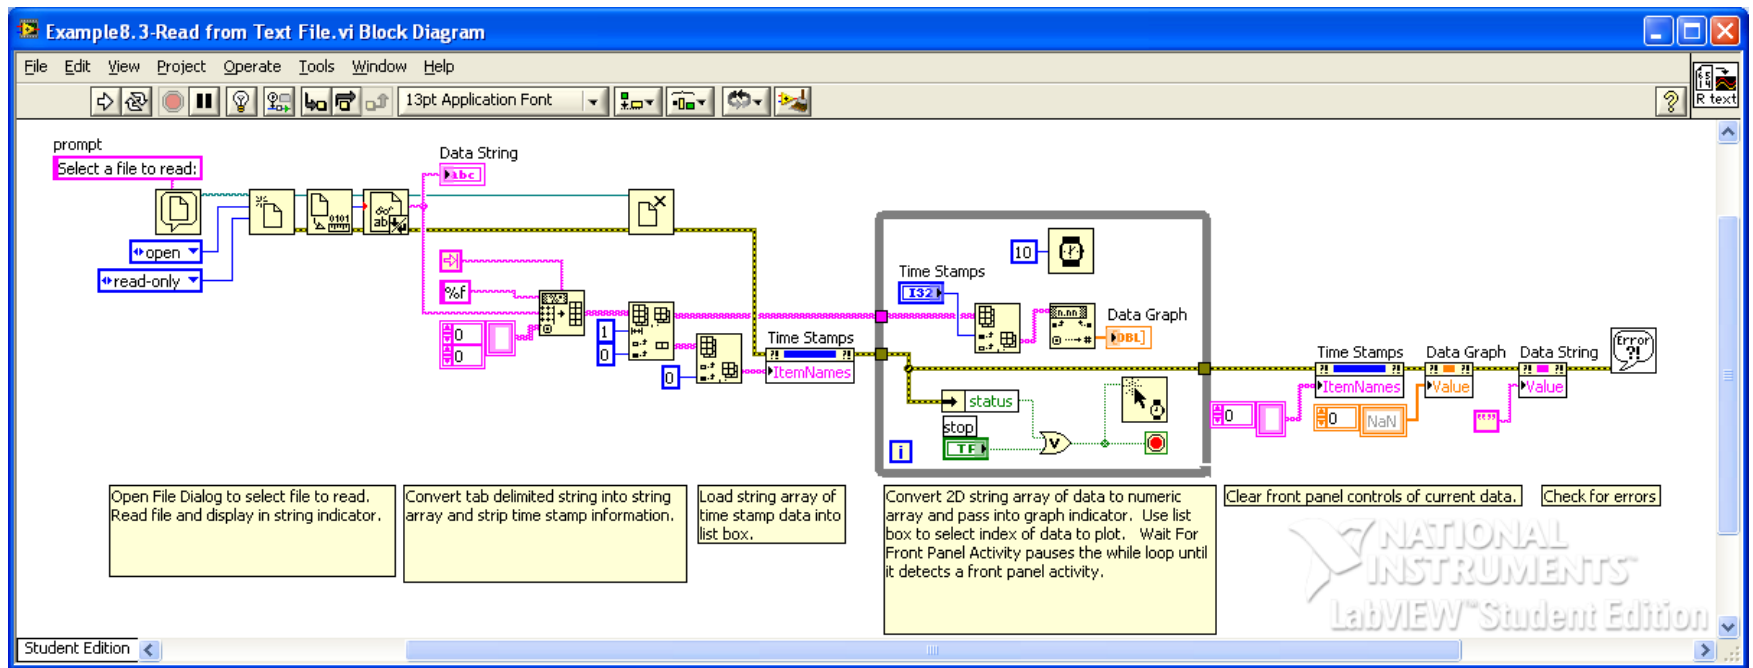 Example8.3-Read from Text File.vi Block Diagram
File Edit View Project Operate Tools Window Help
13pt Application Font
R text
prompt
Select a file to read:
open
read-only
Data String
abc
%f
0
0
1
0
0
Time Stamps
ItemNames
10
Time Stamps
I32
Data Graph
DBL
status
stop
TF
i
Time Stamps
ItemNames
0
Data Graph
Value
0
NaN
Data String
Value
Error
?!
Open File Dialog to select file to read.
Read file and display in string indicator.
Convert tab delimited string into string
array and strip time stamp information.
Load string array of
time stamp data into
list box.
Convert 2D string array of data to numeric
array and pass into graph indicator. Use list
box to select index of data to plot. Wait For
Front Panel Activity pauses the while loop until
it detects a front panel activity.
Clear front panel controls of current data.
Check for errors
NATIONAL
INSTRUMENTS™
LabVIEW™ Student Edition
Student Edition